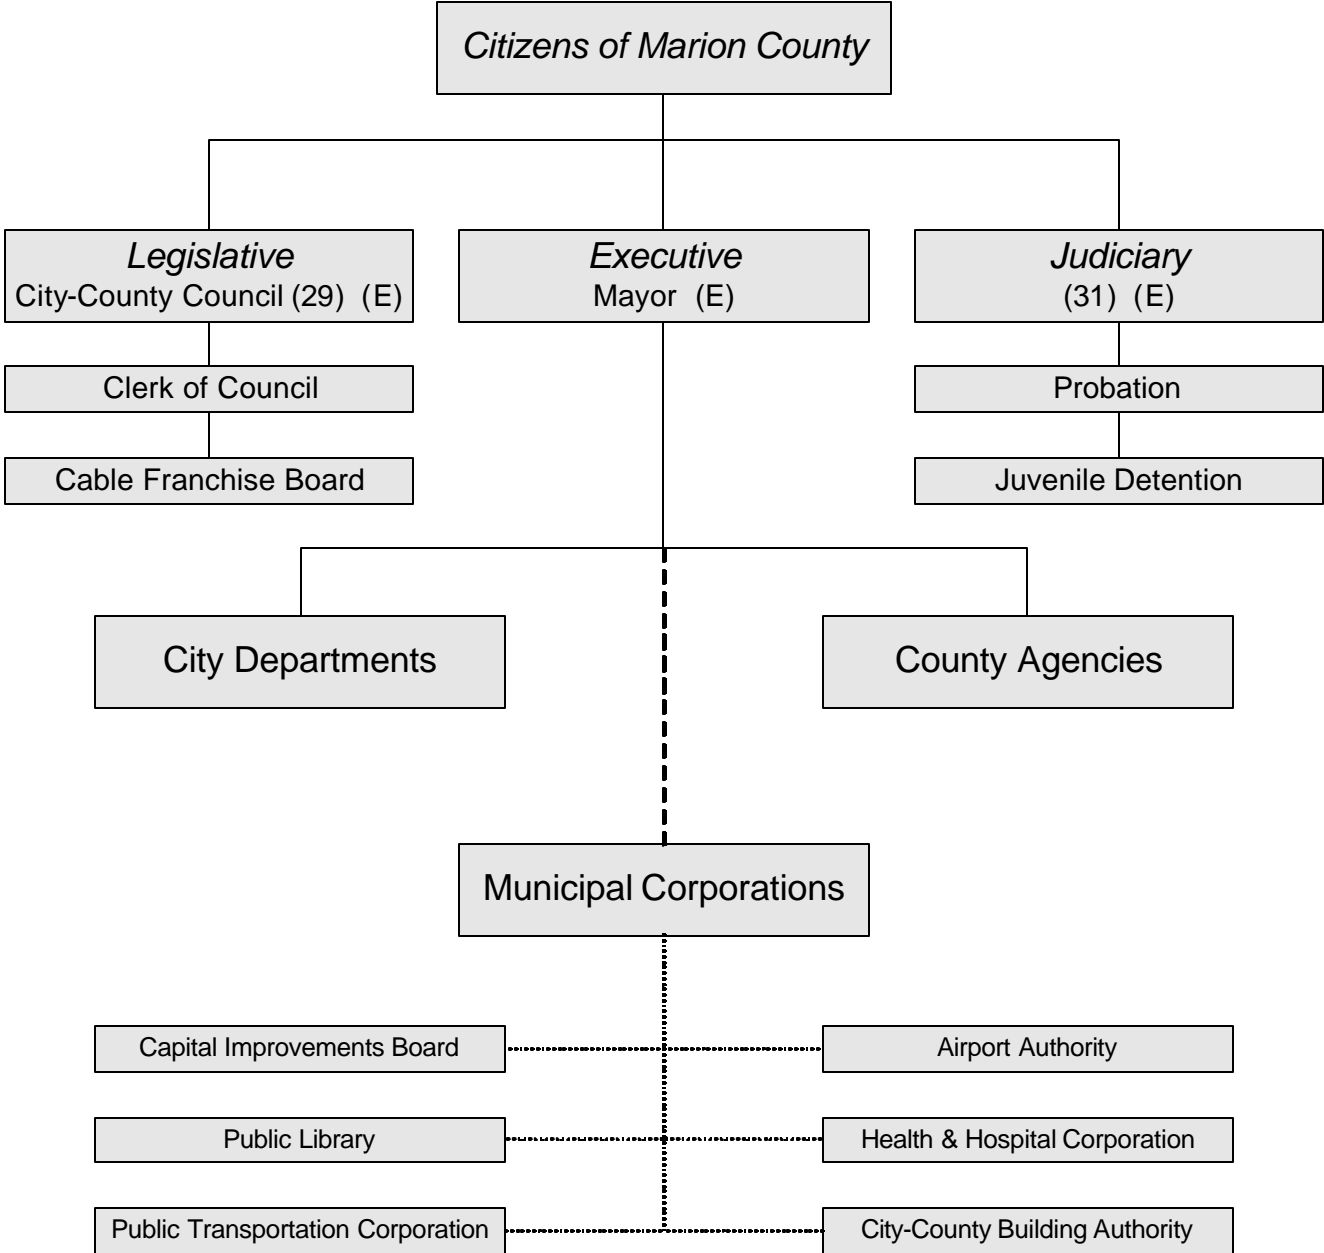 Citizens of Marion County
Legislative
City-County Council (29) (E)
Executive
Mayor (E)
Judiciary
(31) (E)
Clerk of Council
Probation
Cable Franchise Board
Juvenile Detention
City Departments
County Agencies
Municipal Corporations
Capital Improvements Board
Airport Authority
Public Library
Health & Hospital Corporation
Public Transportation Corporation
City-County Building Authority